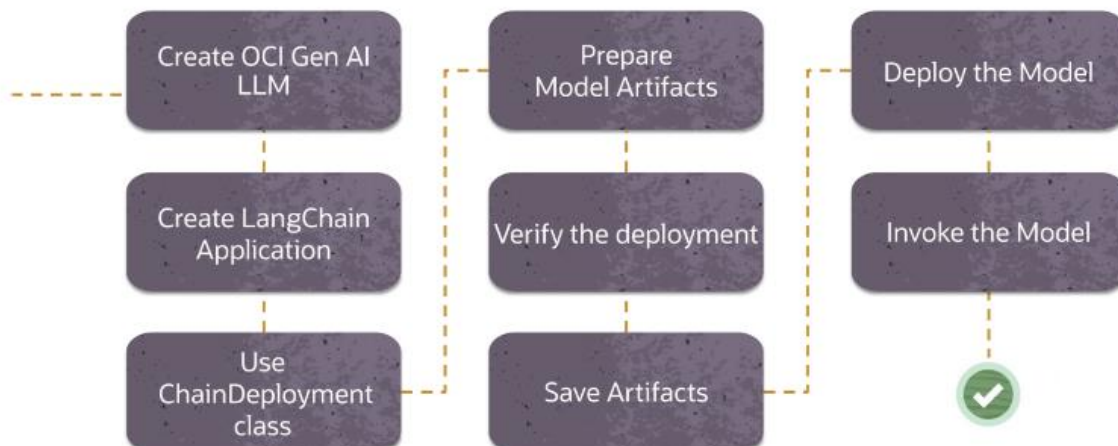 Create OCI Gen AI
LLM
Create LangChain
Application
Use
ChainDeployment
class
Prepare
Model Artifacts
Verify the deployment
Save Artifacts
Deploy the Model
Invoke the Model